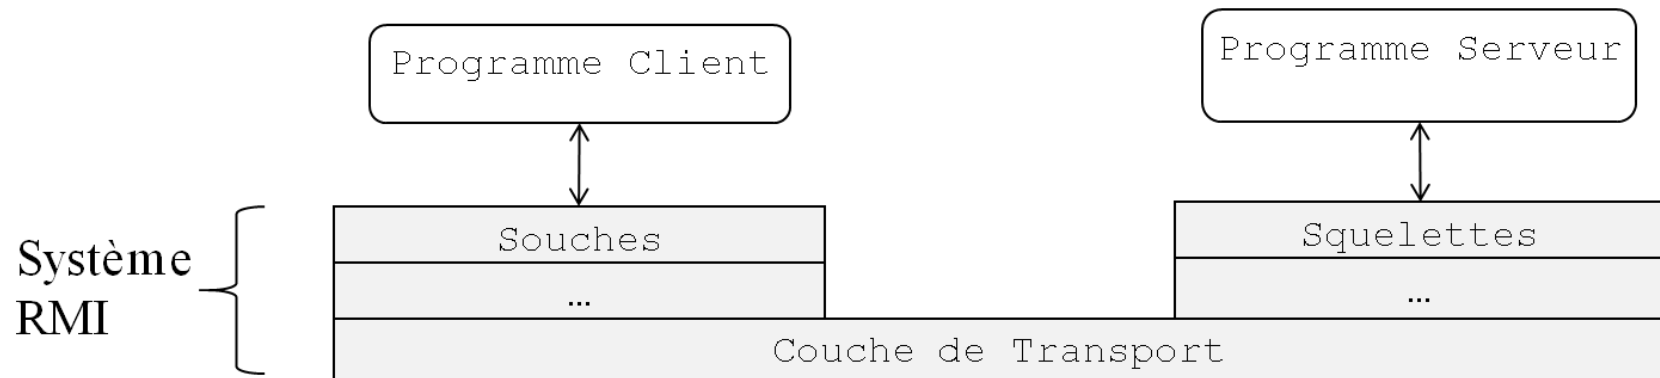 Programme Client
Programme Serveur
Système
RMI
Souches
Squelettes
…
…
Couche de Transport